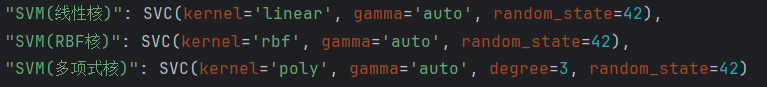 "SVM(线性核)": SVC(kernel='linear', gamma='auto', random_state=42),
"SVM(RBF核)": SVC(kernel='rbf', gamma='auto', random_state=42),
"SVM(多项式核)": SVC(kernel='poly', gamma='auto', degree=3, random_state=42)